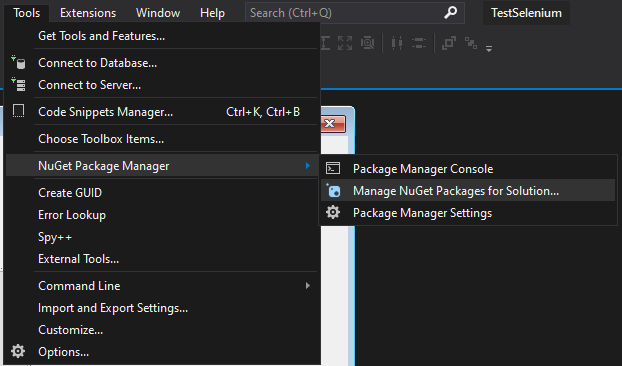 Tools Extensions Window Help Search (Ctrl+Q) TestSelenium
Get Tools and Features...
Connect to Database...
Connect to Server...
Code Snippets Manager... Ctrl+K, Ctrl+B
Choose Toolbox Items...
NuGet Package Manager
Package Manager Console
Manage NuGet Packages for Solution...
Package Manager Settings
Create GUID
Error Lookup
Spy++
External Tools...
Command Line
Import and Export Settings...
Customize...
Options...